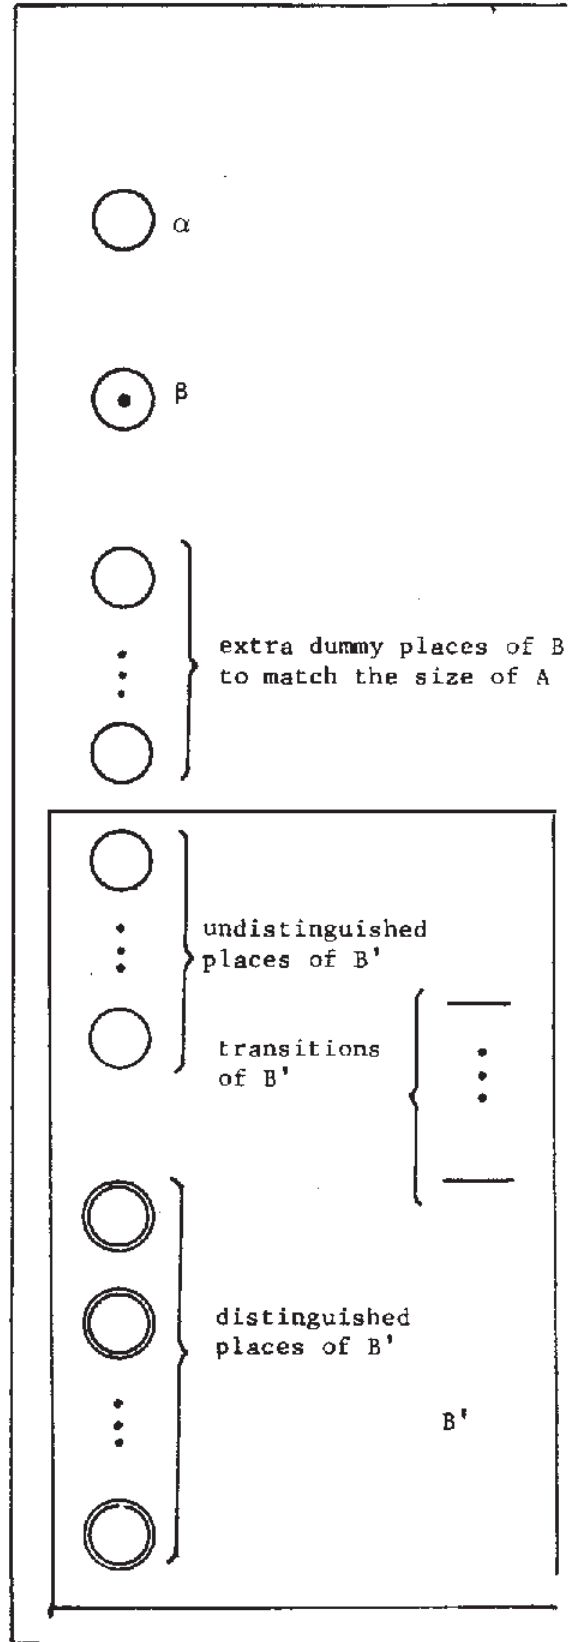 α
β
extra dummy places of B
to match the size of A
undistinguished
places of B'
transitions
of B'
distinguished
places of B'
B'